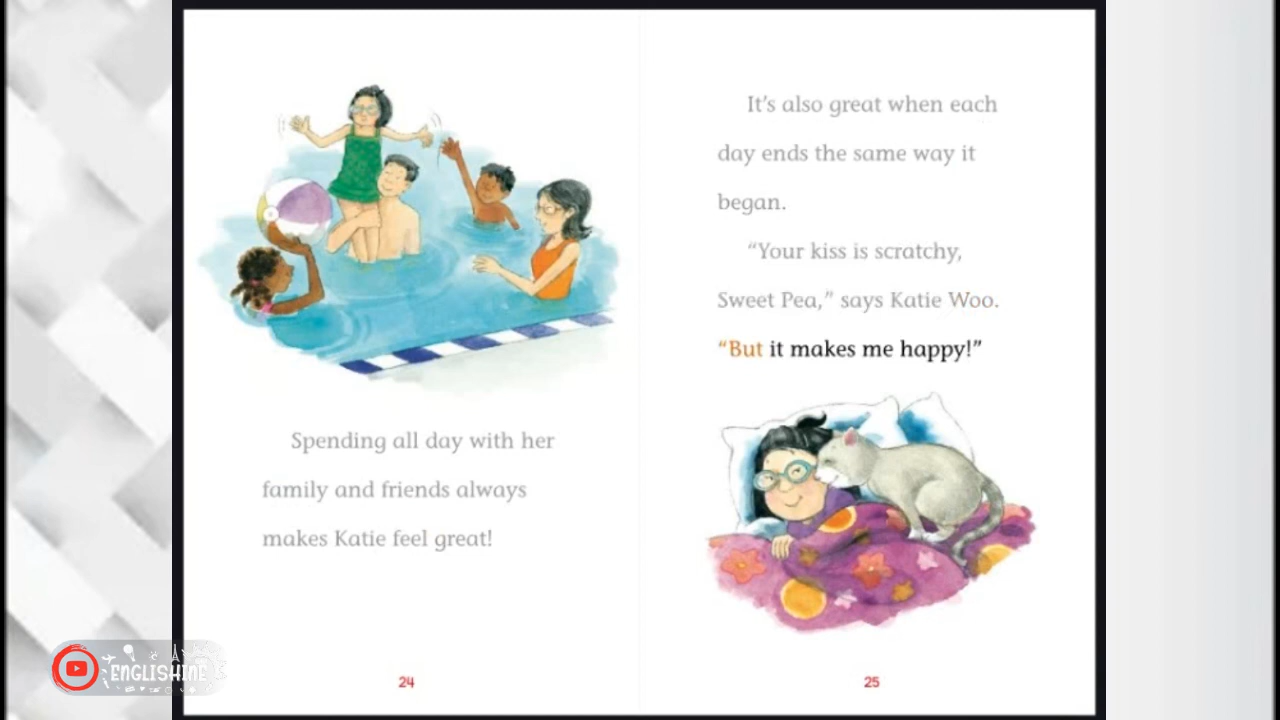 Spending all day with her
family and friends always
makes Katie feel great!
24
It's also great when each
day ends the same way it
began.
“Your kiss is scratchy,
Sweet Pea,” says Katie Woo.
“But it makes me happy!”
25
ENGLISHINE